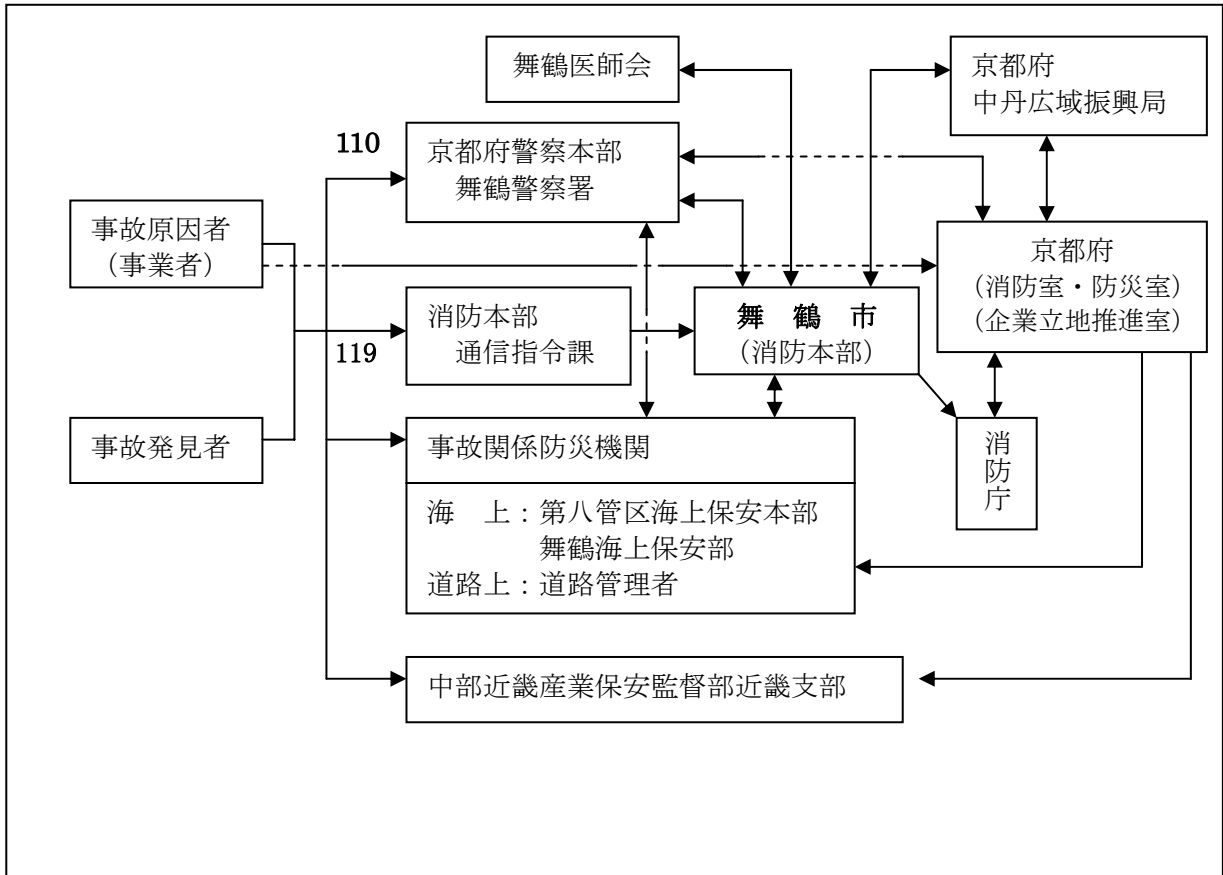 舞鶴医師会
京都府
中丹広域振興局
110
京都府警察本部
舞鶴警察署
事故原因者
（事業者）
京都府
（消防室・防災室）
（企業立地推進室）
消防本部
通信指令課
舞　鶴　市
（消防本部）
119
事故発見者
事故関係防災機関
消防庁
海　上：第八管区海上保安本部
舞鶴海上保安部
道路上：道路管理者
中部近畿産業保安監督部近畿支部